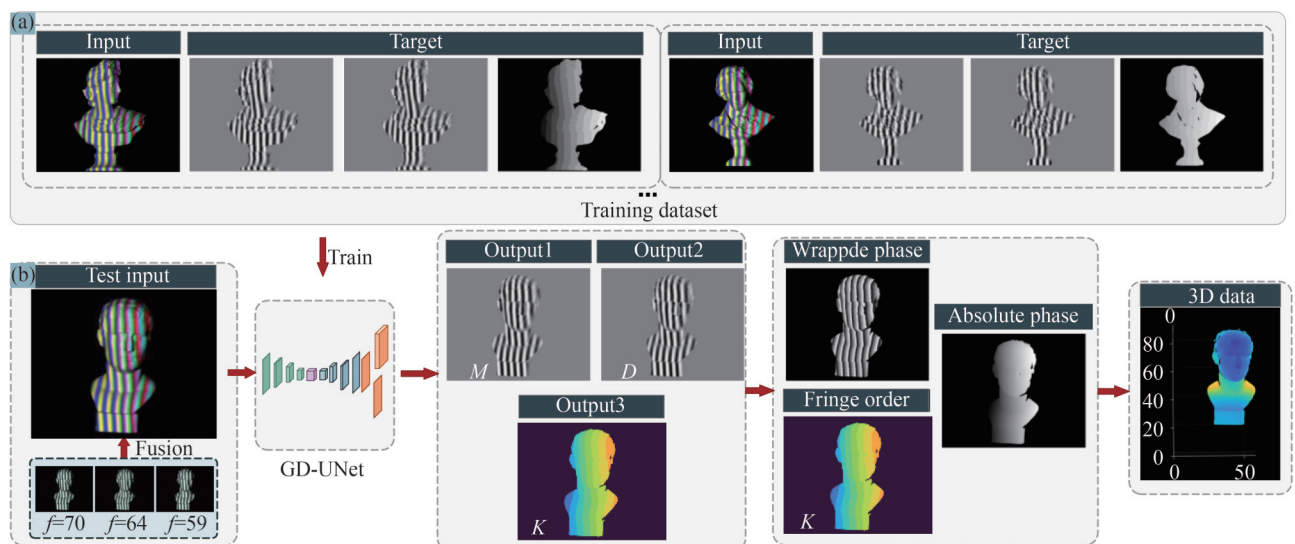 (a)
Input
Target
Input
Target
...
Training dataset
Train
(b)
Test input
Fusion
f=70
f=64
f=59
GD-UNet
Output1
Output2
M
D
Output3
K
Wrappde phase
Fringe order
K
Absolute phase
3D data
0
80
60
40
20
0
0
50